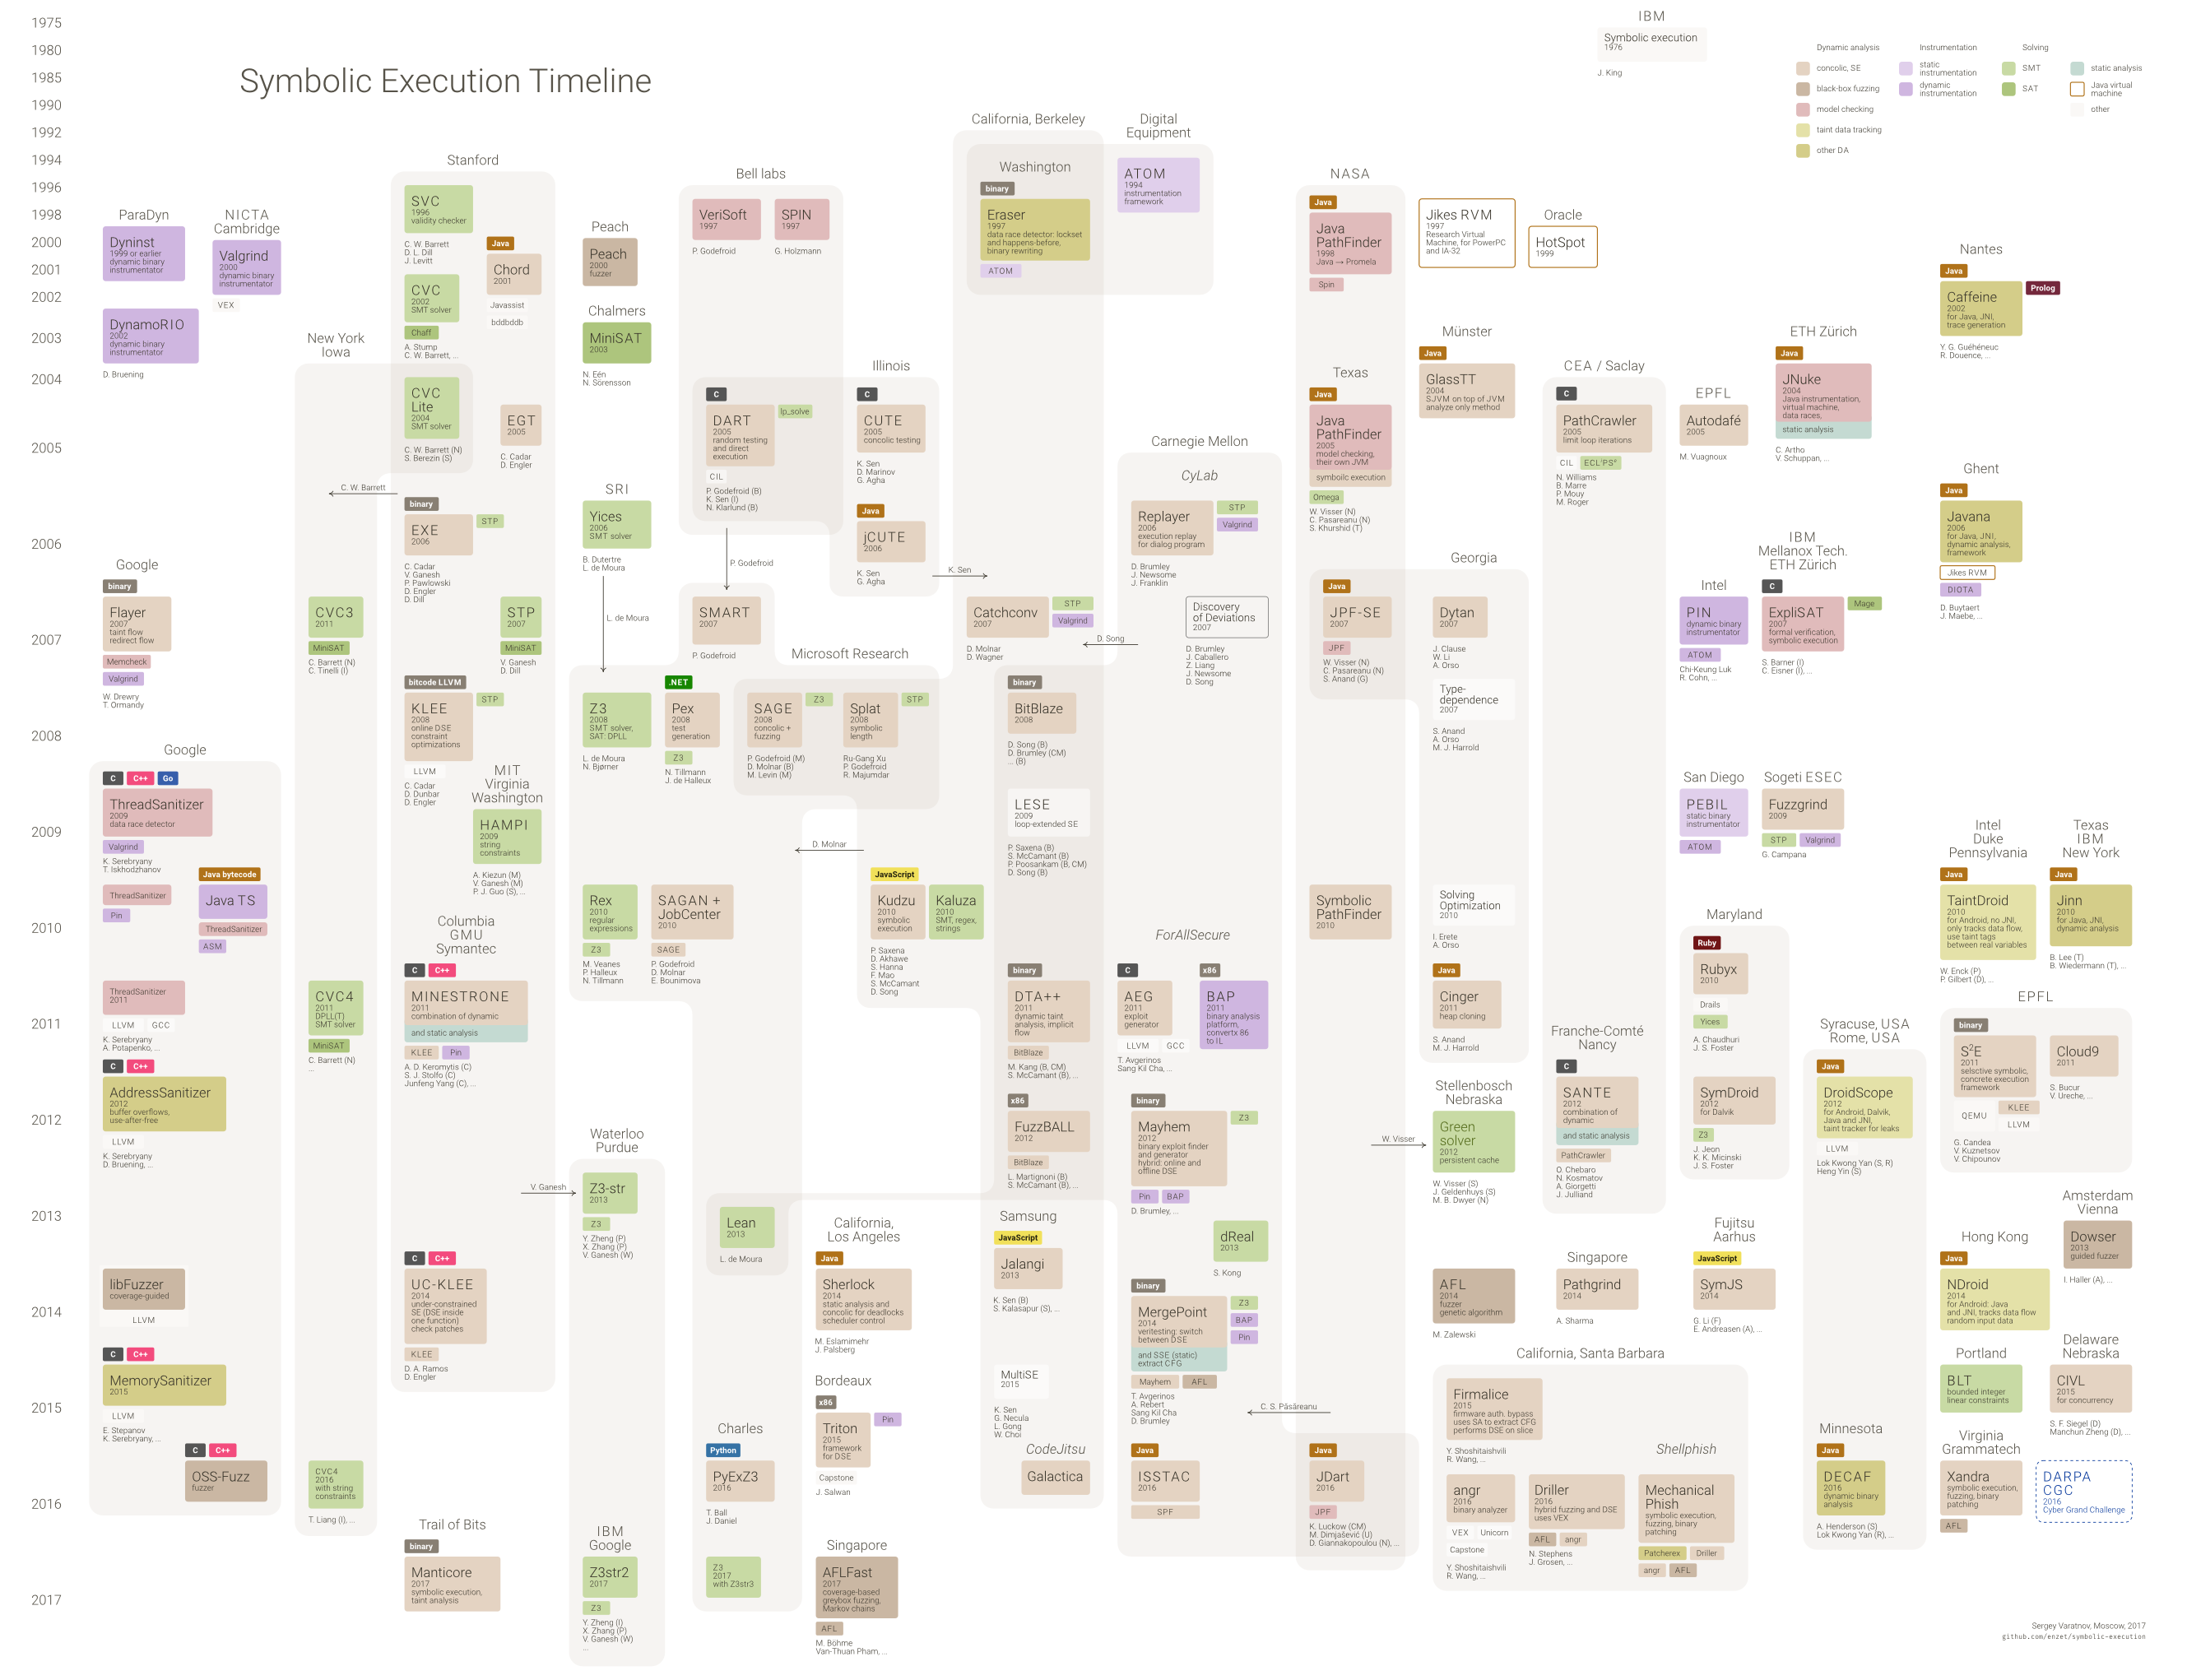 Symbolic Execution Timeline
1975
1980
1985
1990
1992
1994
1996
1998
2000
2001
2002
2003
2004
2005
2006
2007
2008
2009
2010
2011
2012
2013
2014
2015
2016
2017
IBM
Symbolic execution
1976
J. King
Dynamic analysis
concolic, SE
black-box fuzzing
model checking
taint data tracking
other DA
Instrumentation
static
instrumentation
dynamic
instrumentation
Solving
SMT
SAT
static analysis
Java virtual
machine
other
ParaDyn
Dyninst
1999 or earlier
dynamic binary
instrumentator
DynamoRIO
2002
dynamic binary
instrumentator
D. Bruening
NICTA
Cambridge
Valgrind
2000
dynamic binary
instrumentator
VEX
Google
binary
Flayer
2007
taint flow
redirect flow
Memcheck
Valgrind
W. Drewry
T. Ormandy
Google
C
C++
Go
ThreadSanitizer
2009
data race detector
Valgrind
K. Serebryany
T. Iskhodzhanov
ThreadSanitizer
Pin
Java bytecode
Java TS
ThreadSanitizer
ASM
ThreadSanitizer
2011
LLVM
GCC
K. Serebryany
A. Potapenko, ...
C
C++
AddressSanitizer
2012
buffer overflows,
use-after-free
LLVM
K. Serebryany
D. Bruening, ...
libFuzzer
coverage-guided
LLVM
C
C++
MemorySanitizer
2015
LLVM
E. Stepanov
K. Serebryany, ...
C
C++
OSS-Fuzz
fuzzer
New York
Iowa
C. W. Barrett
CVC3
2011
MiniSAT
C. Barrett (N)
C. Tinelli (I)
CVC4
2011
DPLL(T)
SMT solver
MiniSAT
C. Barrett (N)
...
CVC4
2016
with string
constraints
T. Liang (I), ...
Stanford
SVC
1996
validity checker
C. W. Barrett
D. L. Dill
J. Levitt
CVC
2002
SMT solver
Chaff
A. Stump
C. W. Barrett, ...
Java
Chord
2001
Javassist
bddbddb
CVC
Lite
2004
SMT solver
C. W. Barrett (N)
S. Berezin (S)
EGT
2005
C. Cadar
D. Engler
binary
EXE
2006
STP
C. Cadar
V. Ganesh
P. Pawlowski
D. Engler
D. Dill
STP
2007
MiniSAT
V. Ganesh
D. Dill
bitcode LLVM
KLEE
2008
online DSE
constraint
optimizations
STP
LLVM
C. Cadar
D. Dunbar
D. Engler
MIT
Virginia
Washington
HAMPI
2009
string
constraints
A. Kiezun (M)
V. Ganesh (M)
P. J. Guo (S), ...
Columbia
GMU
Symantec
C
C++
MINESTRONE
2011
combination of dynamic
and static analysis
KLEE
Pin
A. D. Keromytis (C)
S. J. Stolfo (C)
Junfeng Yang (C), ...
V. Ganesh
C
C++
UC-KLEE
2014
under-constrained
SE (DSE inside
one function)
check patches
KLEE
D. A. Ramos
D. Engler
Trail of Bits
binary
Manticore
2017
symbolic execution,
taint analysis
Peach
Peach
2000
fuzzer
Chalmers
MiniSAT
2003
N. Eén
N. Sörensson
SRI
Yices
2006
SMT solver
B. Dutertre
L. de Moura
L. de Moura
Bell labs
VeriSoft
1997
P. Godefroid
SPIN
1997
G. Holzmann
C
DART
2005
random testing
and direct
execution
lp_solve
CIL
P. Godefroid (B)
K. Sen (I)
N. Klarlund (B)
P. Godefroid
Illinois
C
CUTE
2005
concolic testing
K. Sen
D. Marinov
G. Agha
Java
jCUTE
2006
K. Sen
G. Agha
K. Sen
SMART
2007
P. Godefroid
Microsoft Research
Z3
2008
SMT solver,
SAT: DPLL
L. de Moura
N. Bjørner
.NET
Pex
2008
test
generation
Z3
N. Tillmann
J. de Halleux
SAGE
2008
concolic +
fuzzing
Z3
P. Godefroid (M)
D. Molnar (B)
M. Levin (M)
Splat
2008
symbolic
length
STP
Ru-Gang Xu
P. Godefroid
R. Majumdar
D. Molnar
Rex
2010
regular
expressions
Z3
M. Veanes
P. Halleux
N. Tillmann
SAGAN +
JobCenter
2010
SAGE
P. Godefroid
D. Molnar
E. Bounimova
JavaScript
Kudzu
2010
symbolic
execution
P. Saxena
D. Akhawe
S. Hanna
F. Mao
S. McCamant
D. Song
Kaluza
2010
SMT, regex,
strings
Waterloo
Purdue
Z3-str
2013
Z3
Y. Zheng (P)
X. Zhang (P)
V. Ganesh (W)
Lean
2013
L. de Moura
California,
Los Angeles
Java
Sherlock
2014
static analysis and
concolic for deadlocks
scheduler control
M. Eslamimehr
J. Palsberg
Bordeaux
x86
Triton
2015
framework
for DSE
Pin
Capstone
J. Salwan
Charles
Python
PyExZ3
2016
T. Ball
J. Daniel
IBM
Google
Z3str2
2017
Z3
Y. Zheng (I)
X. Zhang (P)
V. Ganesh (W)
...
Z3
2017
with Z3str3
Singapore
AFLFast
2017
coverage-based
greybox fuzzing,
Markov chains
AFL
M. Böhme
Van-Thuan Pham, ...
California, Berkeley
Washington
binary
Eraser
1997
data race detector: lockset
and happens-before,
binary rewriting
ATOM
Digital
Equipment
ATOM
1994
instrumentation
framework
Catchconv
2007
STP
Valgrind
D. Molnar
D. Wagner
D. Song
binary
BitBlaze
2008
D. Song (B)
D. Brumley (CM)
... (B)
LESE
2009
loop-extended SE
P. Saxena (B)
S. McCamant (B)
P. Poosankam (B, CM)
D. Song (B)
binary
DTA++
2011
dynamic taint
analysis, implicit
flow
BitBlaze
M. Kang (B, CM)
S. McCamant (B), ...
x86
FuzzBALL
2012
BitBlaze
L. Martignoni (B)
S. McCamant (B), ...
Samsung
JavaScript
Jalangi
2013
K. Sen (B)
S. Kalasapur (S), ...
MultiSE
2015
K. Sen
G. Necula
L. Gong
W. Choi
CodeJitsu
Galactica
Carnegie Mellon
CyLab
Replayer
2006
execution replay
for dialog program
STP
Valgrind
D. Brumley
J. Newsome
J. Franklin
Discovery
of Deviations
2007
D. Brumley
J. Caballero
Z. Liang
J. Newsome
D. Song
ForAllSecure
C
AEG
2011
exploit
generator
LLVM
GCC
T. Avgerinos
Sang Kil Cha, ...
x86
BAP
2011
binary analysis
platform,
convertx 86
to IL
binary
Mayhem
2012
binary exploit finder
and generator
hybrid: online and
offline DSE
Z3
Pin
BAP
D. Brumley, ...
dReal
2013
S. Kong
binary
MergePoint
2014
veritesting: switch
between DSE
and SSE (static)
extract CFG
Z3
BAP
Pin
Mayhem
AFL
T. Avgerinos
A. Rebert
Sang Kil Cha
D. Brumley
C. S. Păsăreanu
Java
ISSTAC
2016
SPF
NASA
Java
Java
PathFinder
1998
Java → Promela
Spin
Jikes RVM
1997
Research Virtual
Machine, for PowerPC
and IA-32
Oracle
HotSpot
1999
Texas
Java
Java
PathFinder
2005
model checking,
their own JVM
symboilc execution
Omega
W. Visser (N)
C. Pasareanu (N)
S. Khurshid (T)
Münster
Java
GlassTT
2004
SJVM on top of JVM
analyze only method
Georgia
Java
JPF-SE
2007
JPF
W. Visser (N)
C. Pasareanu (N)
S. Anand (G)
Dytan
2007
J. Clause
W. Li
A. Orso
Type-
dependence
2007
S. Anand
A. Orso
M. J. Harrold
Symbolic
PathFinder
2010
Solving
Optimization
2010
I. Erete
A. Orso
Java
Cinger
2011
heap cloning
S. Anand
M. J. Harrold
W. Visser
Stellenbosch
Nebraska
Green
solver
2012
persistent cache
W. Visser (S)
J. Geldenhuys (S)
M. B. Dwyer (N)
AFL
2014
fuzzer
genetic algorithm
M. Zalewski
Java
JDart
2016
JPF
K. Luckow (CM)
M. Dimjašević (U)
D. Giannakopoulou (N), ...
California, Santa Barbara
Firmalice
2015
firmware auth. bypass
uses SA to extract CFG
performs DSE on slice
Y. Shoshitaishvili
R. Wang, ...
angr
2016
binary analyzer
VEX
Unicorn
Capstone
Y. Shoshitaishvili
R. Wang, ...
Driller
2016
hybrid fuzzing and DSE
uses VEX
AFL
angr
N. Stephens
J. Grosen, ...
Shellphish
Mechanical
Phish
symbolic execution,
fuzzing, binary
patching
Patcherex
Driller
angr
AFL
CEA / Saclay
C
PathCrawler
2005
limit loop iterations
CIL
ECLⁱPSᵉ
N. Williams
B. Marre
P. Mouy
M. Roger
EPFL
Autodafé
2005
M. Vuagnoux
ETH Zürich
Java
JNuke
2004
Java instrumentation,
virtual machine,
data races,
static analysis
C. Artho
V. Schuppan, ...
Intel
PIN
dynamic binary
instrumentator
ATOM
Chi-Keung Luk
R. Cohn, ...
IBM
Mellanox Tech.
ETH Zürich
C
ExpliSAT
2007
formal verification,
symbolic execution
Mage
S. Barner (I)
C. Eisner (I), ...
San Diego
PEBIL
static binary
instrumentator
ATOM
Sogeti ESEC
Fuzzgrind
2009
STP
Valgrind
G. Campana
Maryland
Ruby
Rubyx
2010
Drails
Yices
A. Chaudhuri
J. S. Foster
SymDroid
2012
for Dalvik
Z3
J. Jeon
K. K. Micinski
J. S. Foster
Franche-Comté
Nancy
C
SANTE
2012
combination of
dynamic
and static analysis
PathCrawler
O. Chebaro
N. Kosmatov
A. Giorgetti
J. Julliand
Singapore
Pathgrind
2014
A. Sharma
Fujitsu
Aarhus
JavaScript
SymJS
2014
G. Li (F)
E. Andreasen (A), ...
Nantes
Java
Caffeine
2002
for Java, JNI,
trace generation
Prolog
Y. G. Guéhéneuc
R. Douence, ...
Ghent
Java
Javana
2006
for Java, JNI,
dynamic analysis,
framework
Jikes RVM
DIOTA
D. Buytaert
J. Maebe, ...
Intel
Duke
Pennsylvania
Java
TaintDroid
2010
for Android, no JNI,
only tracks data flow,
use taint tags
between real variables
W. Enck (P)
P. Gilbert (D), ...
Texas
IBM
New York
Java
Jinn
2010
for Java, JNI,
dynamic analysis
B. Lee (T)
B. Wiedermann (T), ...
Syracuse, USA
Rome, USA
Java
DroidScope
2012
for Android, Dalvik,
Java and JNI,
taint tracker for leaks
LLVM
Lok Kwong Yan (S, R)
Heng Yin (S)
EPFL
binary
S²E
2011
selsctive symbolic,
concrete execution
framework
QEMU
KLEE
LLVM
G. Candea
V. Kuznetsov
V. Chipounov
Cloud9
2011
S. Bucur
V. Ureche, ...
Amsterdam
Vienna
Dowser
2013
guided fuzzer
I. Haller (A), ...
Hong Kong
Java
NDroid
2014
for Android: Java
and JNI, tracks data flow
random input data
Portland
BLT
bounded integer
linear constraints
Delaware
Nebraska
CIVL
2015
for concurrency
S. F. Siegel (D)
Manchun Zheng (D), ...
Minnesota
Java
DECAF
2016
dynamic binary
analysis
A. Henderson (S)
Lok Kwong Yan (R), ...
Virginia
Grammatech
Xandra
symbolic execution,
fuzzing, binary
patching
AFL
DARPA
CGC
2016
Cyber Grand Challenge
Sergey Varatnov, Moscow, 2017
github.com/enzet/symbolic-execution